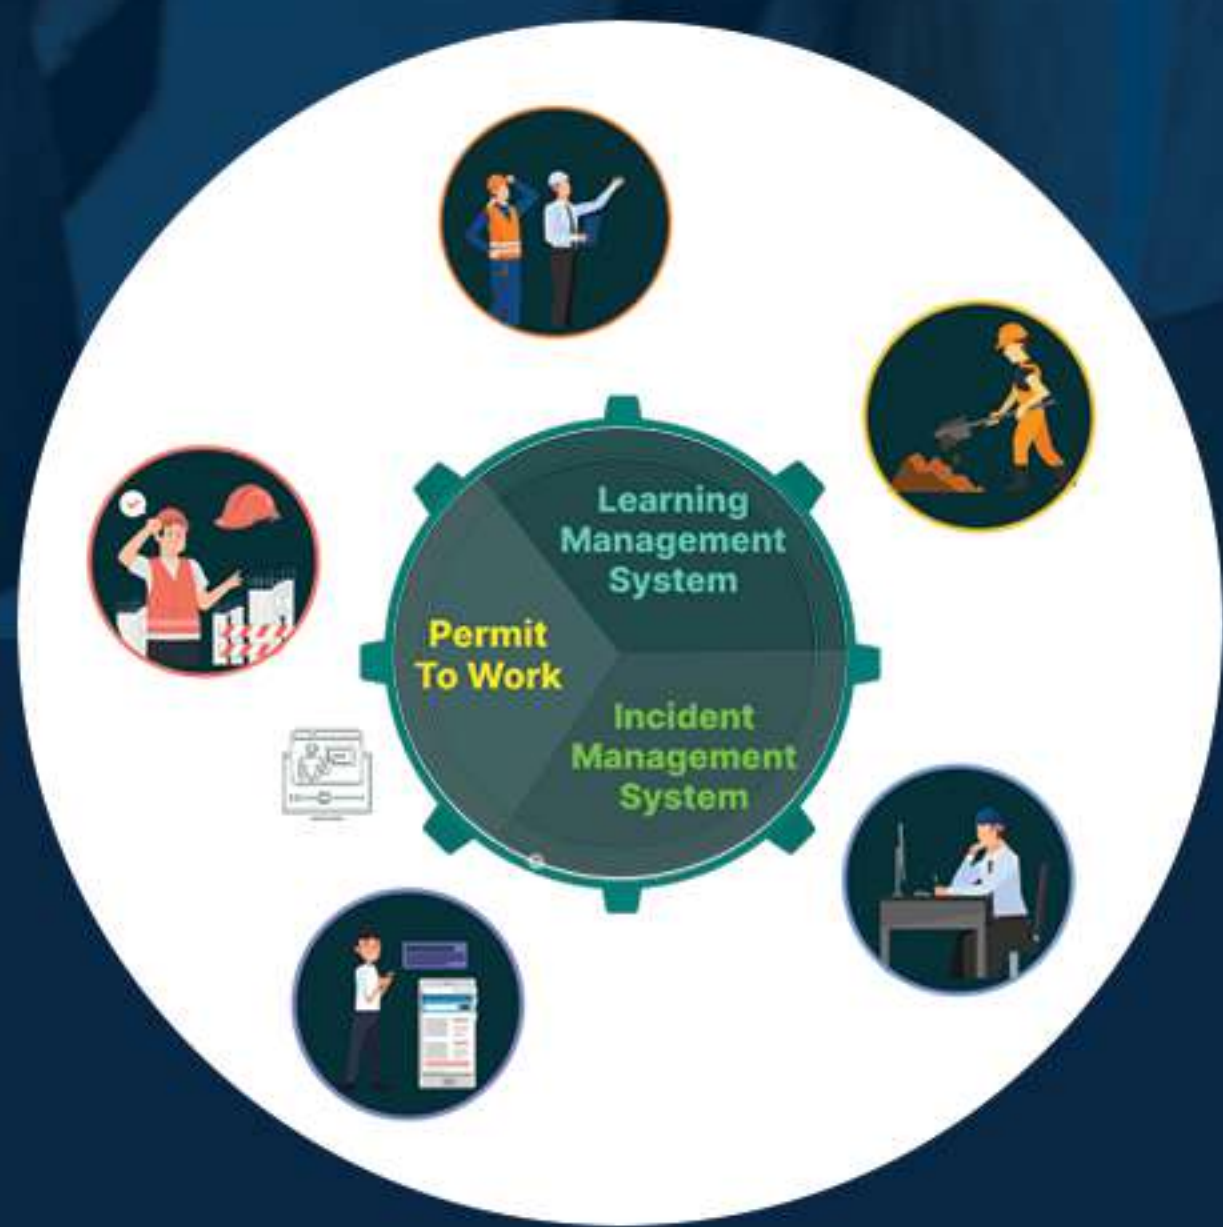 Learning
Management
System
Permit
To Work
Incident
Management
System